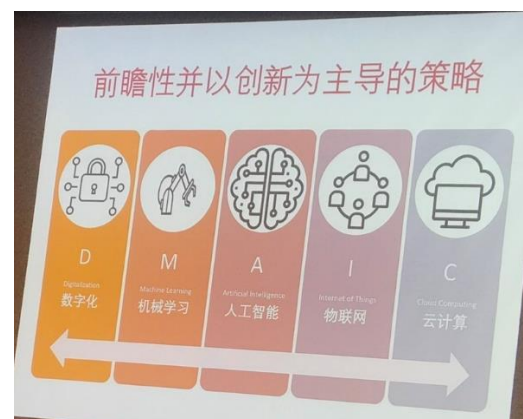 前瞻性并以创新为主导的策略
D
Digitalization
数字化
M
Machine Learning
机械学习
A
Artificial Intelligence
人工智能
I
Internet of Things
物联网
C
Cloud Computing
云计算